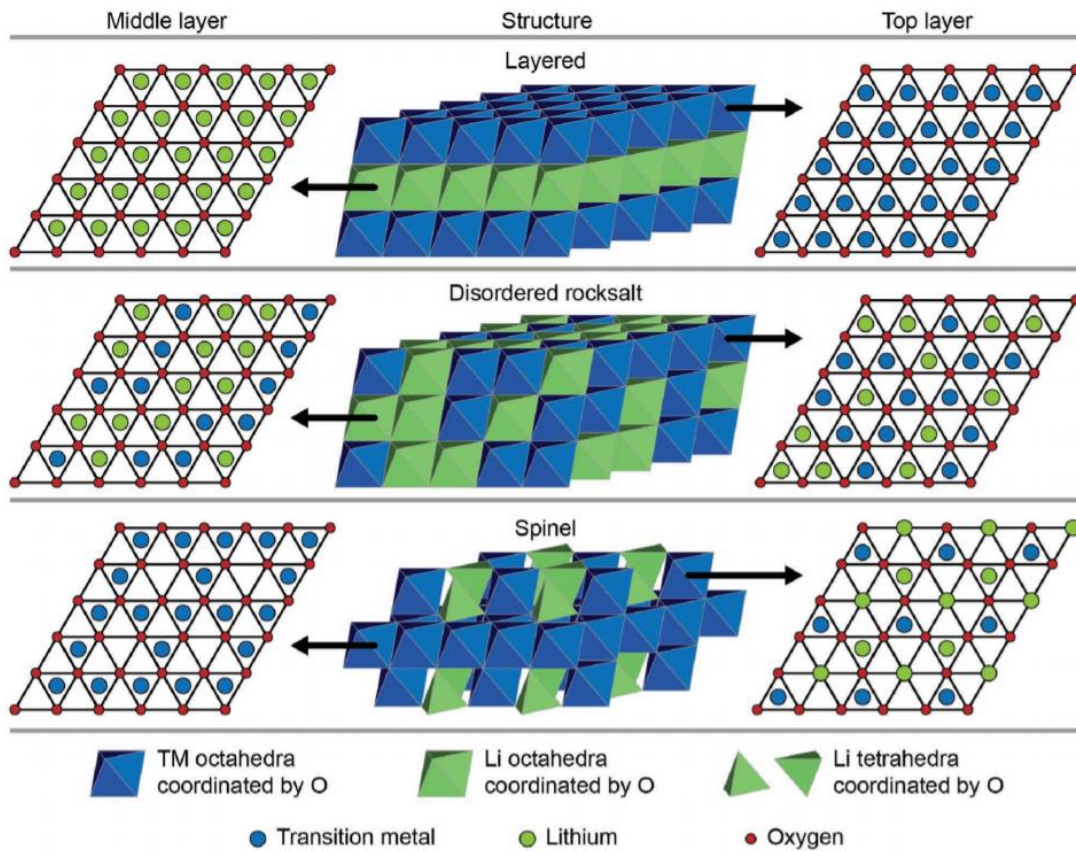 Middle layer
Structure
Top layer
Layered
Disordered rocksalt
Spinel
TM octahedra
coordinated by O
Li octahedra
coordinated by O
Li tetrahedra
coordinated by O
Transition metal
Lithium
Oxygen